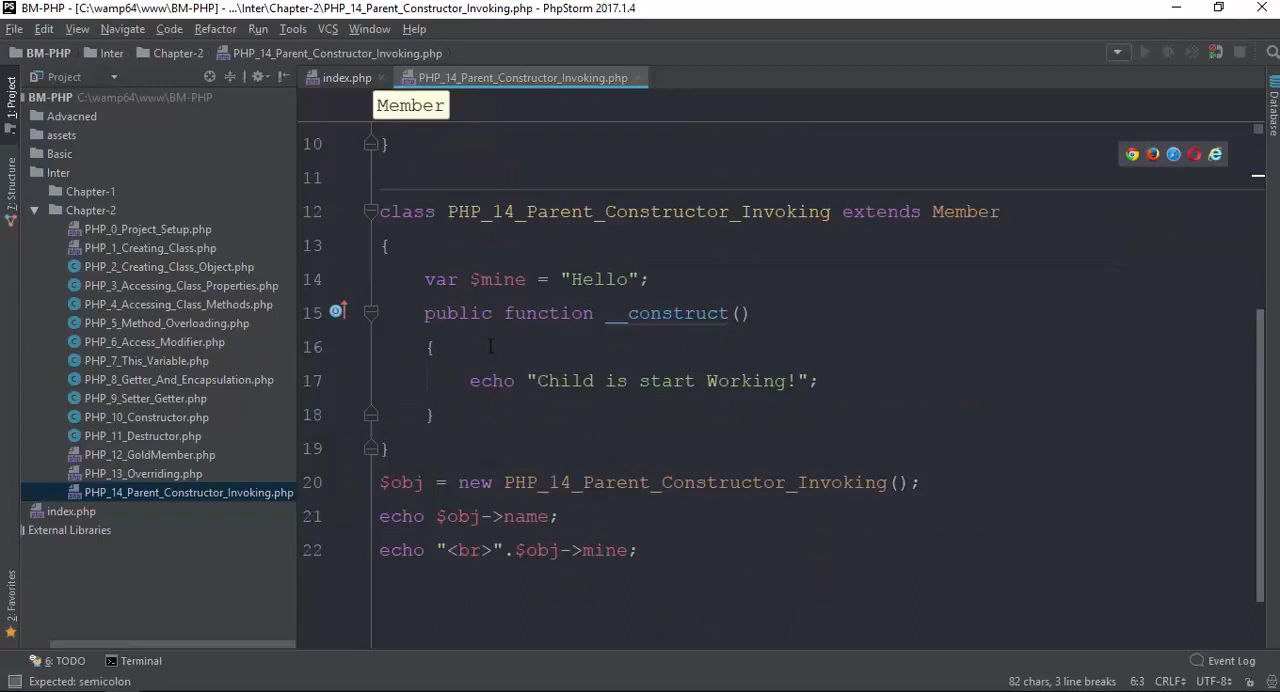 BM-PHP - [C:\wamp64\www\BM-PHP] - ...\Inter\Chapter-2\PHP_14_Parent_Constructor_Invoking.php - PhpStorm 2017.1.4
File Edit View Navigate Code Refactor Run Tools VCS Window Help
BM-PHP Inter Chapter-2 PHP_14_Parent_Constructor_Invoking.php
Project
index.php PHP_14_Parent_Constructor_Invoking.php
1: Project
7: Structure
2: Favorites
BM-PHP C:\wamp64\www\BM-PHP
Advacned
assets
Basic
Inter
Chapter-1
Chapter-2
PHP_0_Project_Setup.php
PHP_1_Creating_Class.php
PHP_2_Creating_Class_Object.php
PHP_3_Accessing_Class_Properties.php
PHP_4_Accessing_Class_Methods.php
PHP_5_Method_Overloading.php
PHP_6_Access_Modifier.php
PHP_7_This_Variable.php
PHP_8_Getter_And_Encapsulation.php
PHP_9_Setter_Getter.php
PHP_10_Constructor.php
PHP_11_Destructor.php
PHP_12_GoldMember.php
PHP_13_Overriding.php
PHP_14_Parent_Constructor_Invoking.php
index.php
External Libraries
Member
10 }
11
12 class PHP_14_Parent_Constructor_Invoking extends Member
13 {
14 var $mine = "Hello";
15 public function __construct()
16 {
17 echo "Child is start Working!";
18 }
19 }
20 $obj = new PHP_14_Parent_Constructor_Invoking();
21 echo $obj->name;
22 echo "<br>".$obj->mine;
Database
6: TODO Terminal Event Log
Expected: semicolon 82 chars, 3 line breaks 6:3 CRLF UTF-8